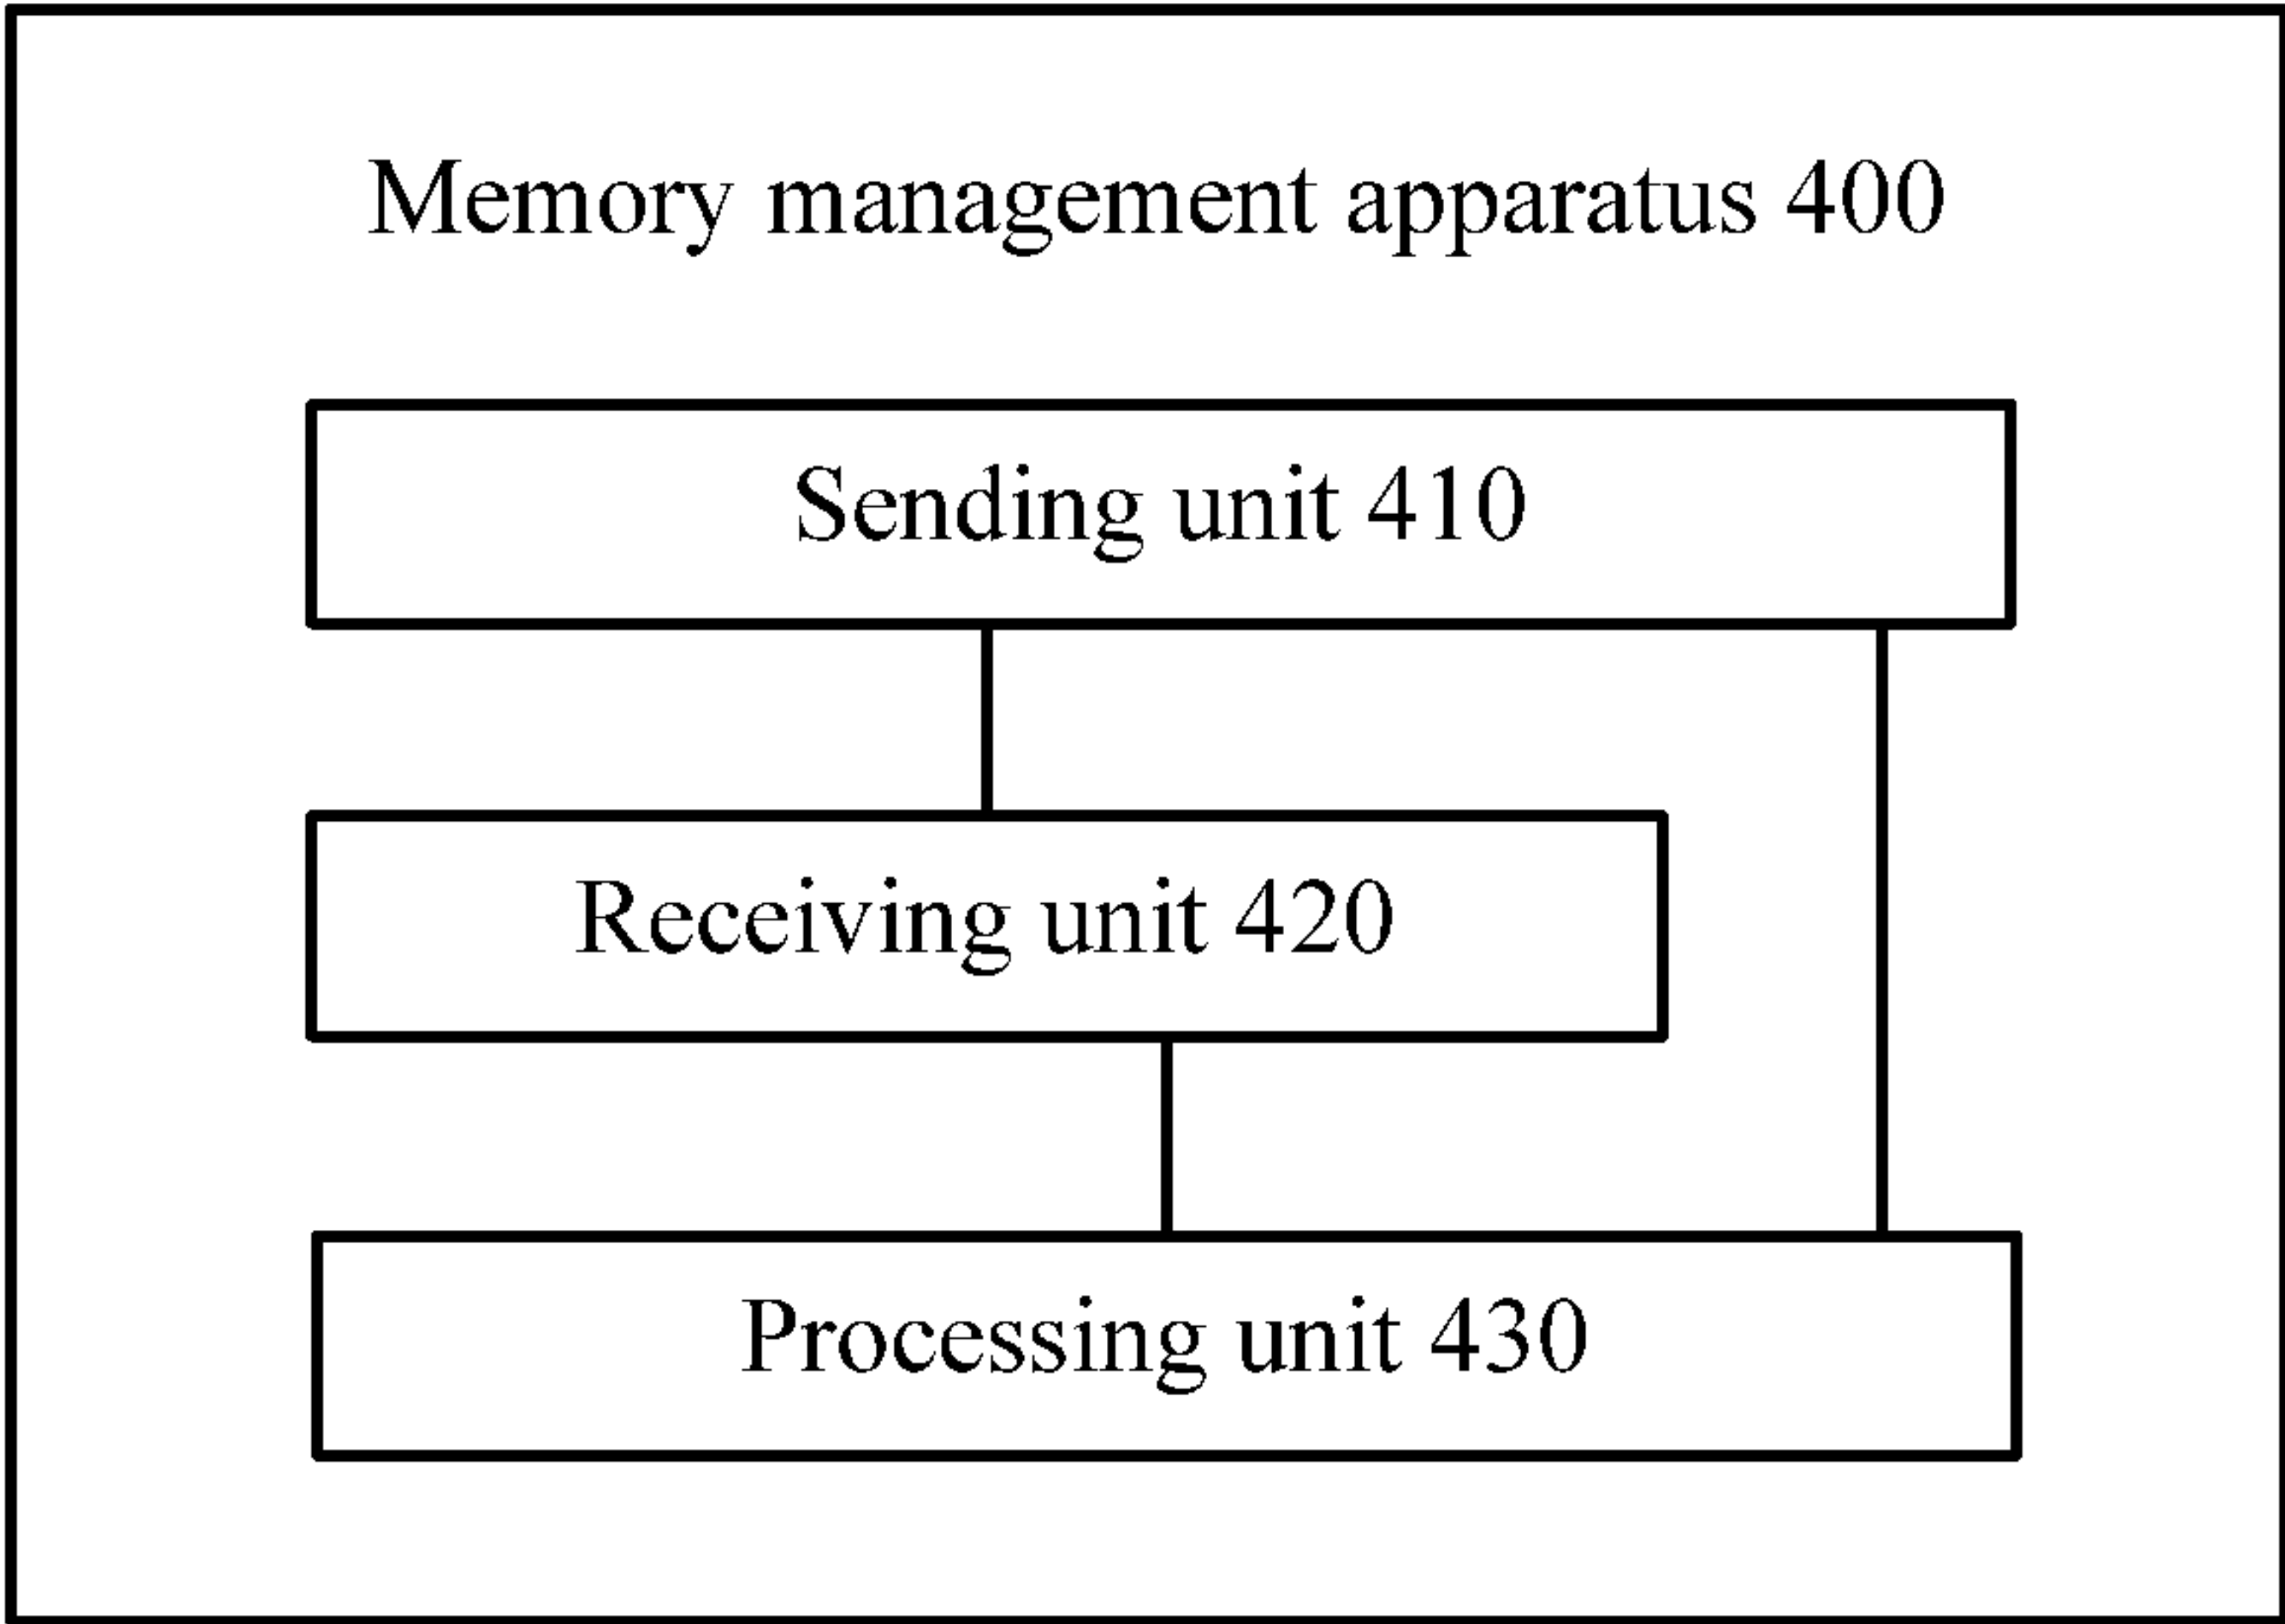 Memory management apparatus 400
Sending unit 410
Receiving unit 420
Processing unit 430